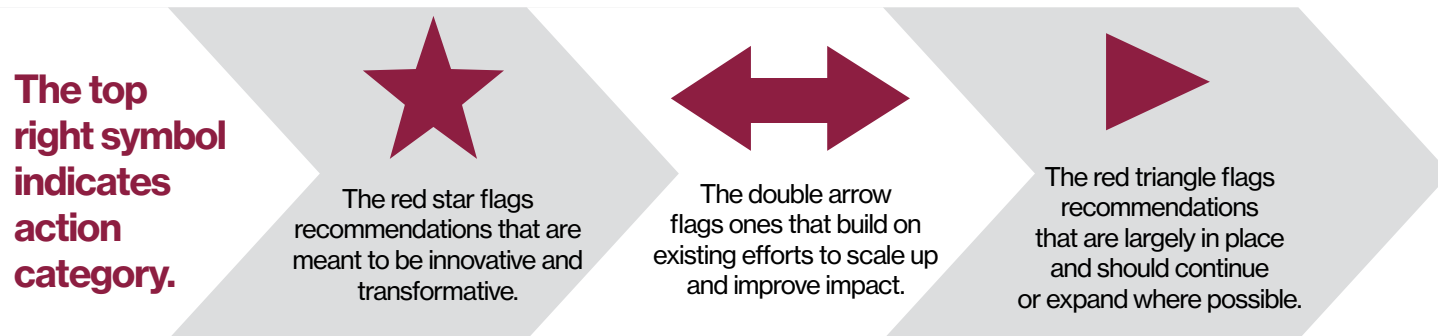 The top
right symbol
indicates
action
category.
The red star flags
recommendations that are
meant to be innovative and
transformative.
The double arrow
flags ones that build on
existing efforts to scale up
and improve impact.
The red triangle flags
recommendations
that are largely in place
and should continue
or expand where possible.